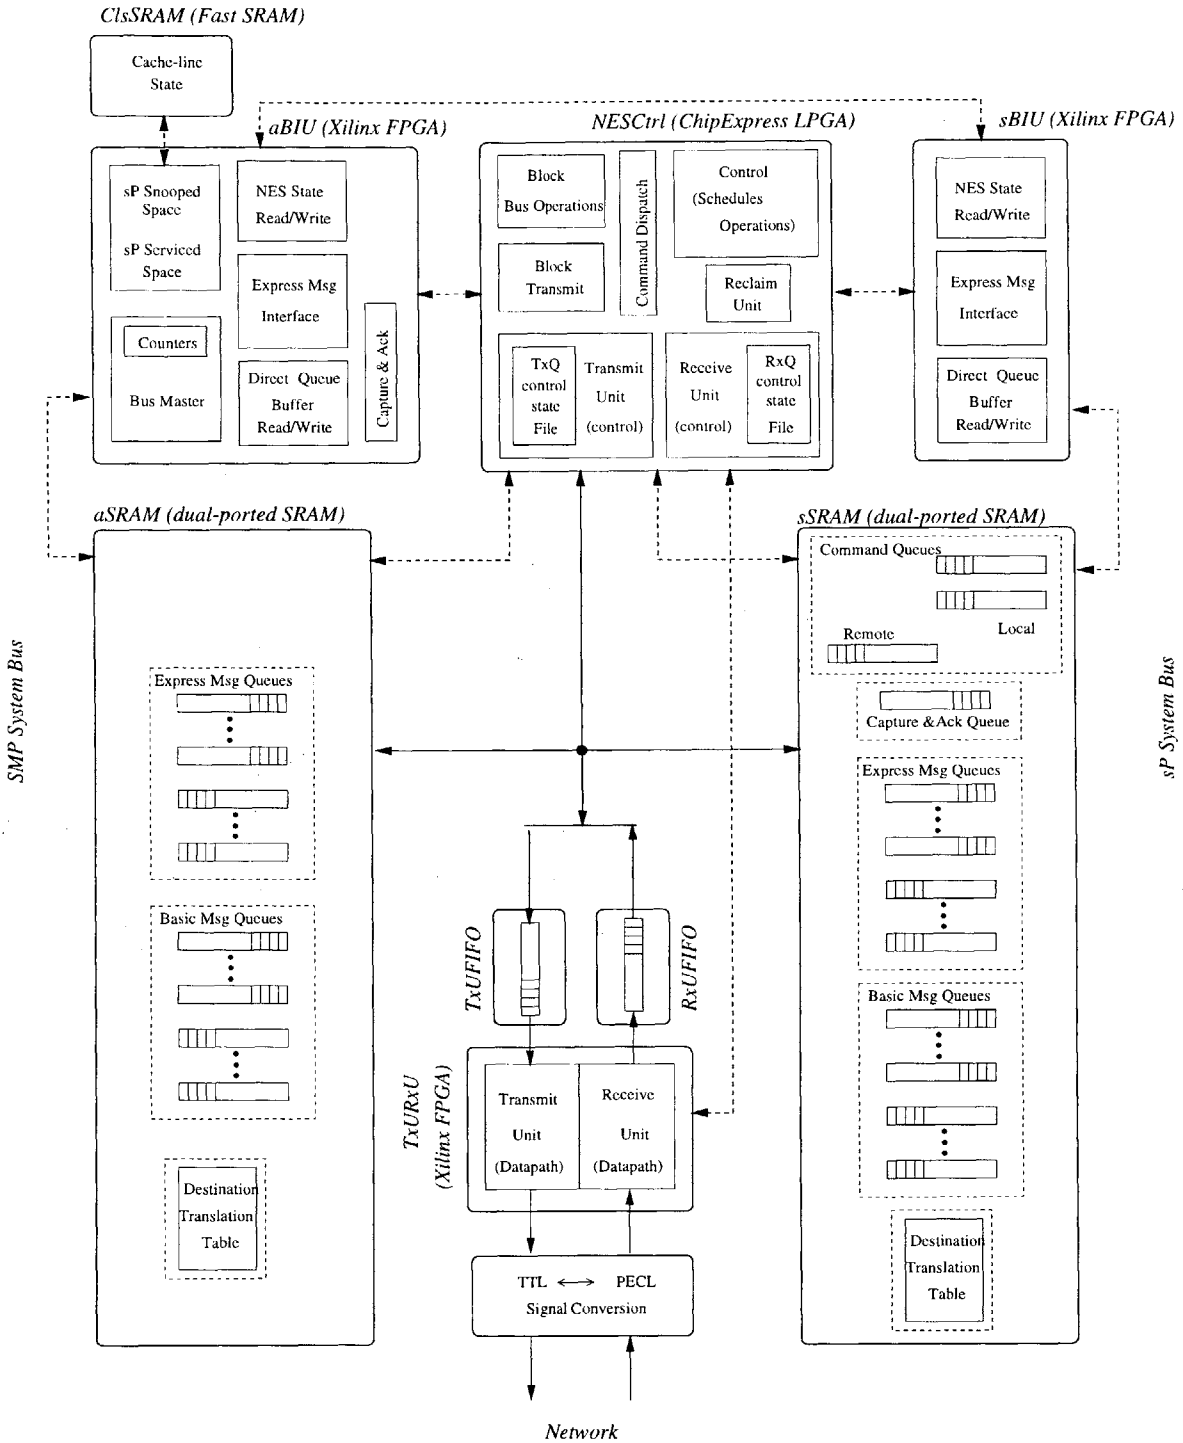 ClsSRAM (Fast SRAM)
Cache-line
State
aBIU (Xilinx FPGA)
sP Snooped
Space
sP Serviced
Space
NES State
Read/Write
Express Msg
Interface
Counters
Bus Master
Direct Queue
Buffer
Read/Write
Capture & Ack
NESCtrl (ChipExpress LPGA)
Block
Bus Operations
Block
Transmit
Command Dispatch
Control
(Schedules
Operations)
Reclaim
Unit
TxQ
control
state
File
Transmit
Unit
(control)
Receive
Unit
(control)
RxQ
control
state
File
sBIU (Xilinx FPGA)
NES State
Read/Write
Express Msg
Interface
Direct Queue
Buffer
Read/Write
SMP System Bus
aSRAM (dual-ported SRAM)
Express Msg Queues
Basic Msg Queues
Destination
Translation
Table
sSRAM (dual-ported SRAM)
Command Queues
Local
Remote
Capture &Ack Queue
Express Msg Queues
Basic Msg Queues
Destination
Translation
Table
sP System Bus
TxUFIFO
RxUFIFO
TxURxU
(Xilinx FPGA)
Transmit
Unit
(Datapath)
Receive
Unit
(Datapath)
TTL PECL
Signal Conversion
Network